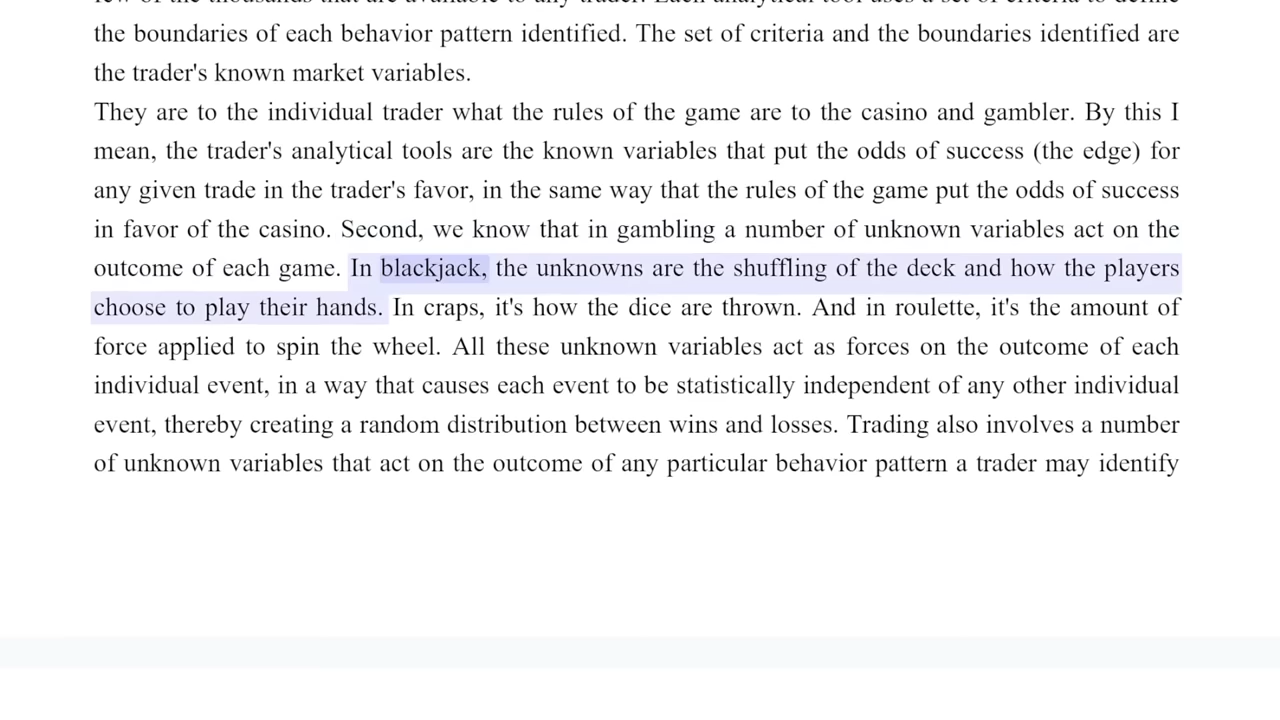 the boundaries of each behavior pattern identified. The set of criteria and the boundaries identified are
the trader's known market variables.
They are to the individual trader what the rules of the game are to the casino and gambler. By this I
mean, the trader's analytical tools are the known variables that put the odds of success (the edge) for
any given trade in the trader's favor, in the same way that the rules of the game put the odds of success
in favor of the casino. Second, we know that in gambling a number of unknown variables act on the
outcome of each game. In blackjack, the unknowns are the shuffling of the deck and how the players
choose to play their hands. In craps, it's how the dice are thrown. And in roulette, it's the amount of
force applied to spin the wheel. All these unknown variables act as forces on the outcome of each
individual event, in a way that causes each event to be statistically independent of any other individual
event, thereby creating a random distribution between wins and losses. Trading also involves a number
of unknown variables that act on the outcome of any particular behavior pattern a trader may identify